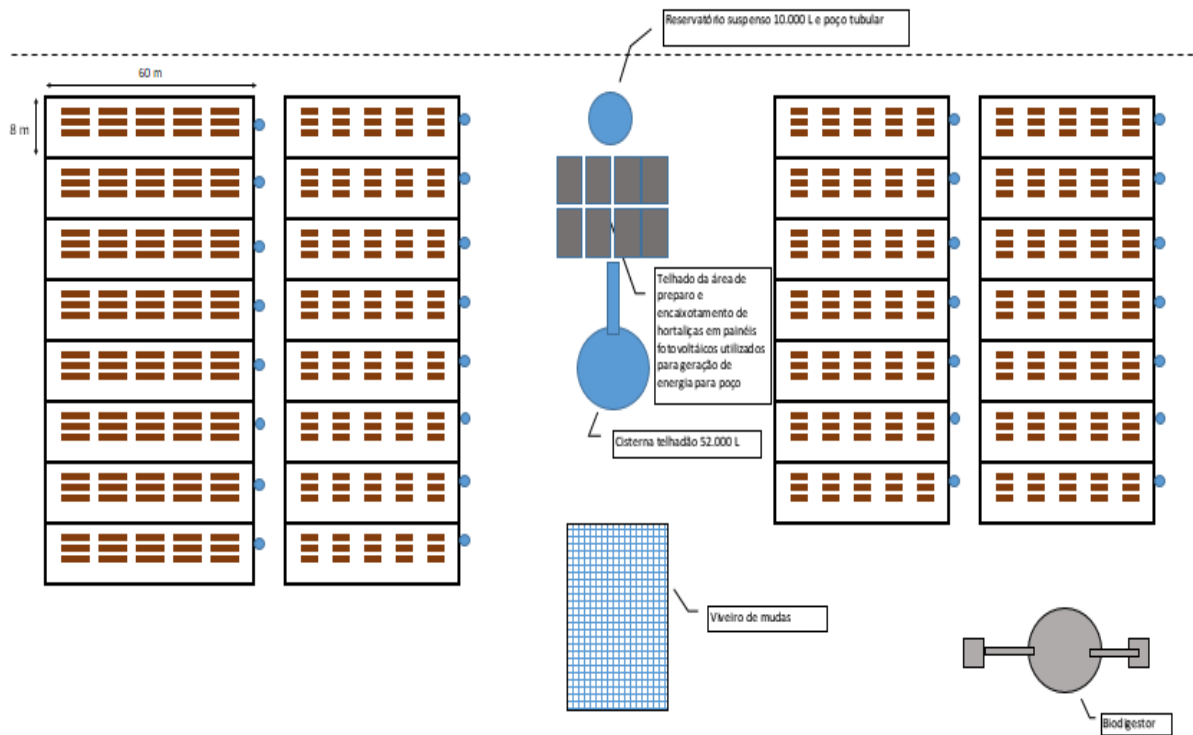 Reservatório suspenso 10.000 L e poço tubular
60 m
8 m
Telhado da área de
preparo e
encaixotamento de
hortaliças em painéis
fotovoltáicos utilizados
para geração de
energia para poço
Cisterna telhadão 52.000 L
Viveiro de mudas
Biodigestor